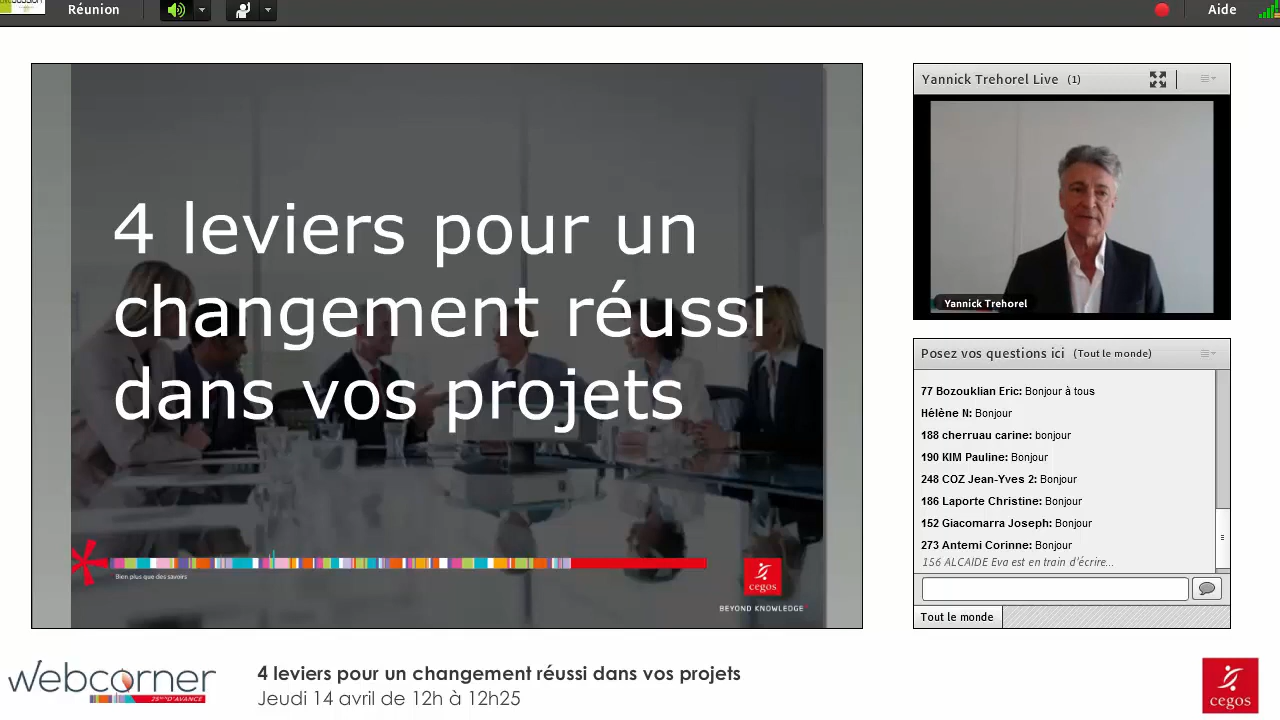 Réunion
Aide
4 leviers pour un
changement réussi
dans vos projets
Bien plus que des savoirs
cegos
BEYOND KNOWLEDGE
Yannick Trehorel Live (1)
Yannick Trehorel
Posez vos questions ici (Tout le monde)
77 Bozouklian Eric: Bonjour à tous
Hélène N: Bonjour
188 cherruau carine: bonjour
190 KIM Pauline: Bonjour
248 COZ Jean-Yves 2: Bonjour
186 Laporte Christine: Bonjour
152 Giacomarra Joseph: Bonjour
273 Antemi Corinne: Bonjour
156 ALCAIDE Eva est en train d'écrire...
Tout le monde
webcorner
25MN D'AVANCE
4 leviers pour un changement réussi dans vos projets
Jeudi 14 avril de 12h à 12h25
cegos